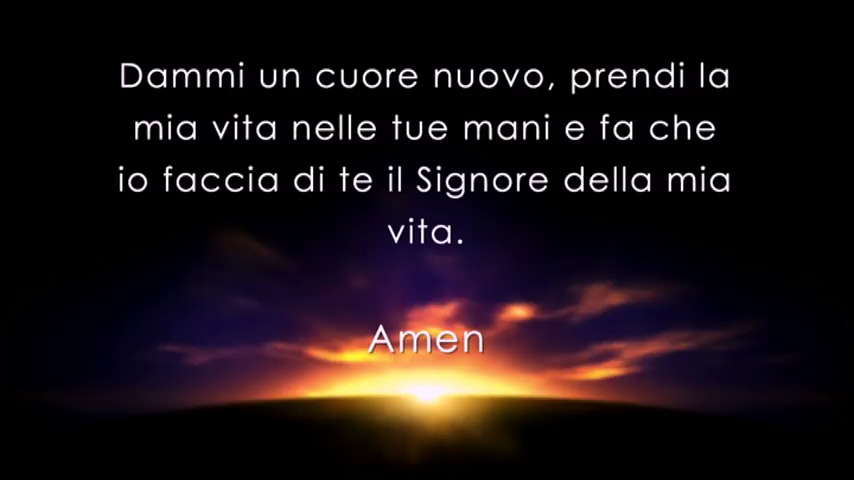 Dammi un cuore nuovo, prendi la
mia vita nelle tue mani e fa che
io faccia di te il Signore della mia
vita.
Amen